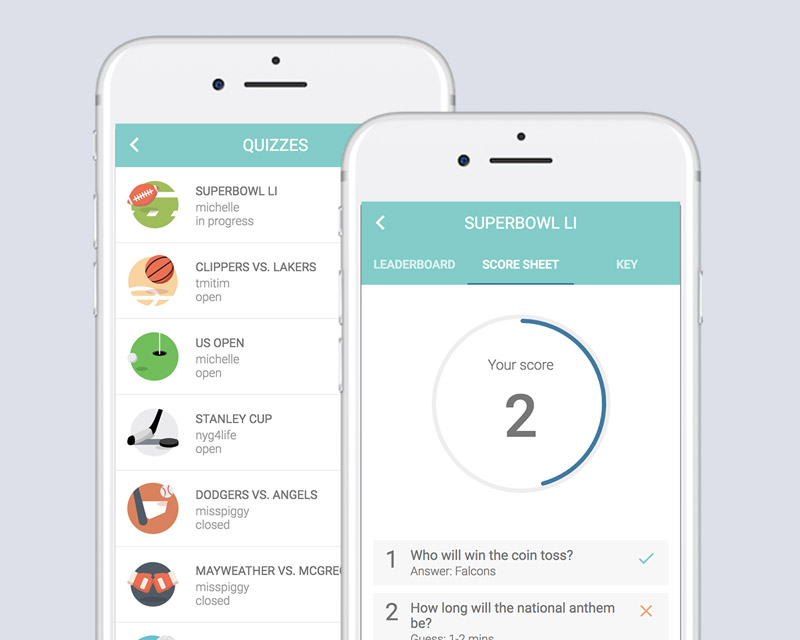 QUIZZES
SUPERBOWL LI
michelle
in progress
CLIPPERS VS. LAKERS
tmitim
open
US OPEN
michelle
open
STANLEY CUP
nyg4life
open
DODGERS VS. ANGELS
misspiggy
closed
MAYWEATHER VS. MCGRE
misspiggy
closed
SUPERBOWL LI
LEADERBOARD SCORE SHEET KEY
Your score
2
1 Who will win the coin toss?
Answer: Falcons
2 How long will the national anthem
be?
Guess: 1-2 mins